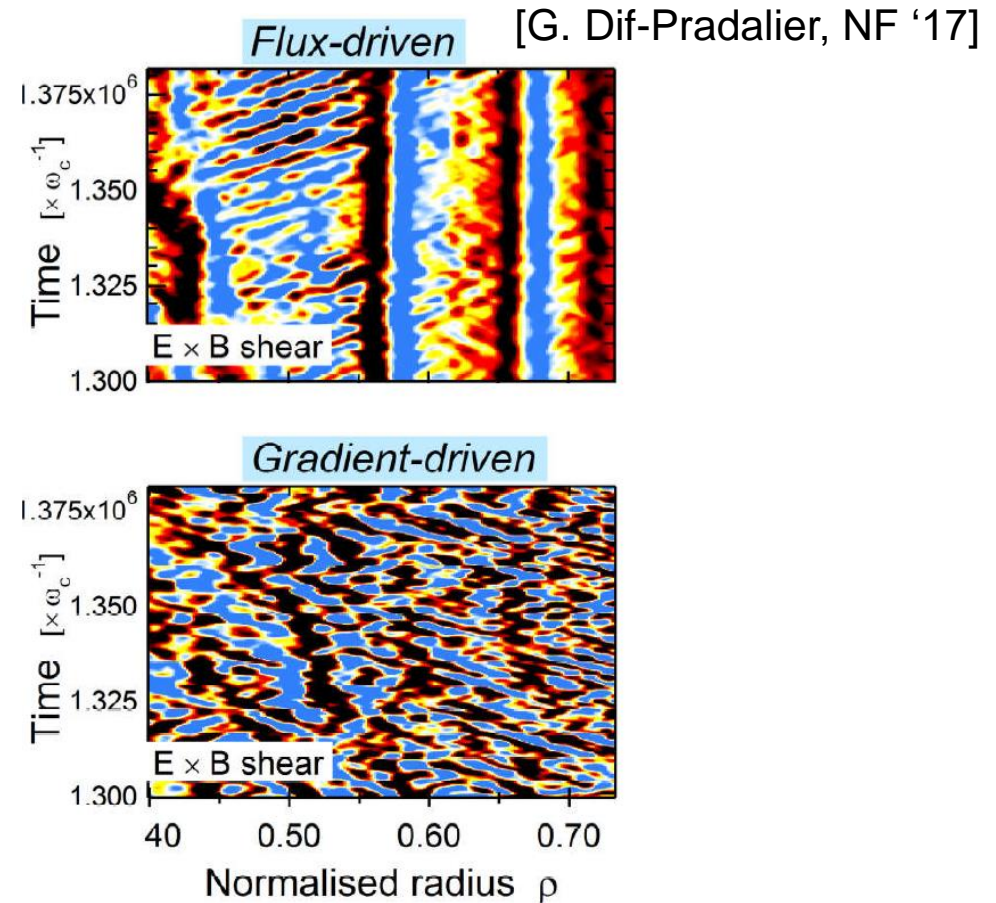 [G. Dif-Pradalier, NF ‘17]
Flux-driven
1.375x10⁶
1.350
1.325
1.300
Time [× ω_c⁻¹]
E × B shear
Gradient-driven
1.375x10⁶
1.350
1.325
1.300
Time [× ω_c⁻¹]
E × B shear
40 0.50 0.60 0.70
Normalised radius ρ